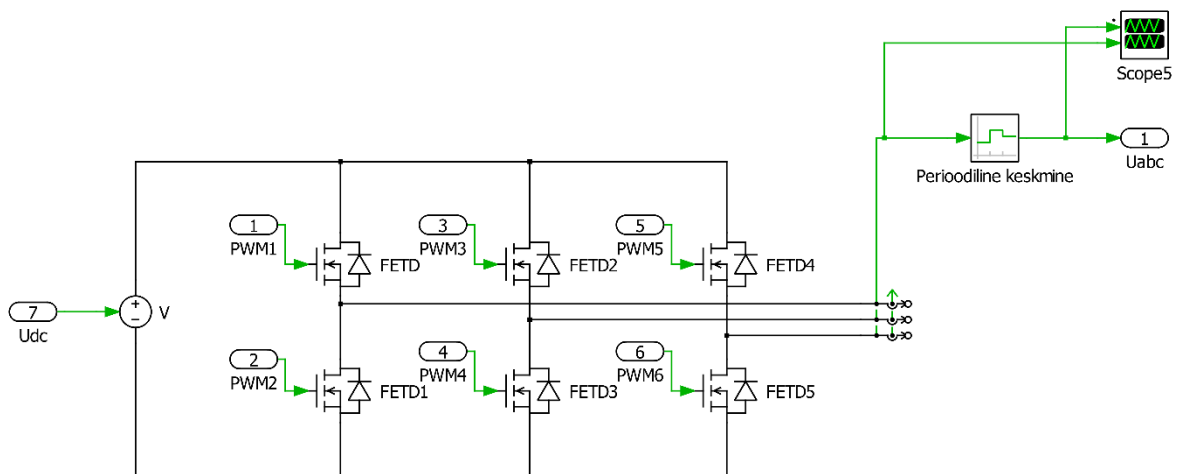 Scope5
1
Uabc
Perioodiline keskmine
1
PWM1
3
PWM3
5
PWM5
FETD
FETD2
FETD4
7
Udc
+
−
V
2
PWM2
4
PWM4
6
PWM6
FETD1
FETD3
FETD5